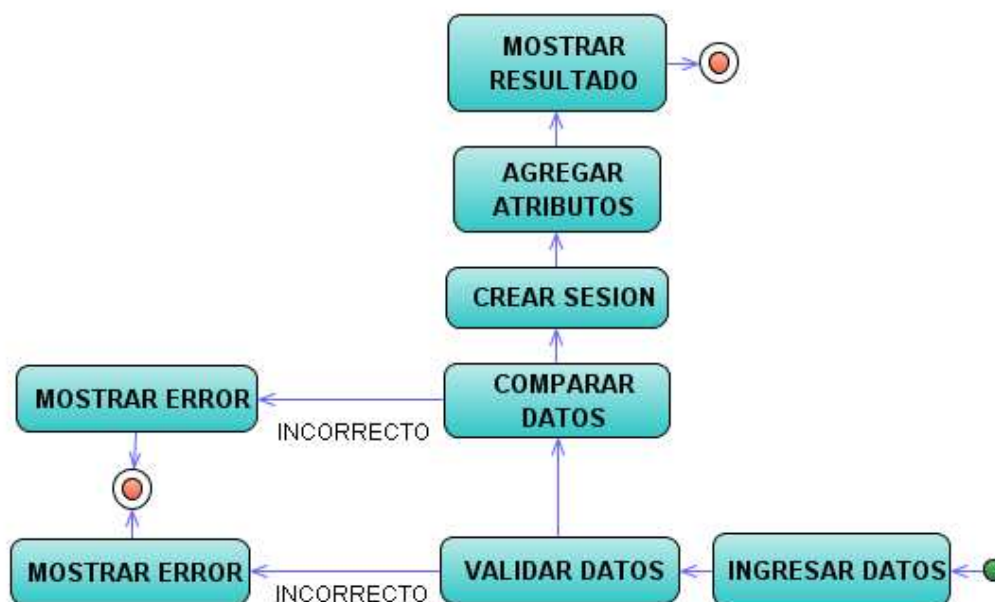 MOSTRAR
RESULTADO
AGREGAR
ATRIBUTOS
CREAR SESION
MOSTRAR ERROR
COMPARAR
DATOS
INCORRECTO
MOSTRAR ERROR
VALIDAR DATOS
INGRESAR DATOS
INCORRECTO